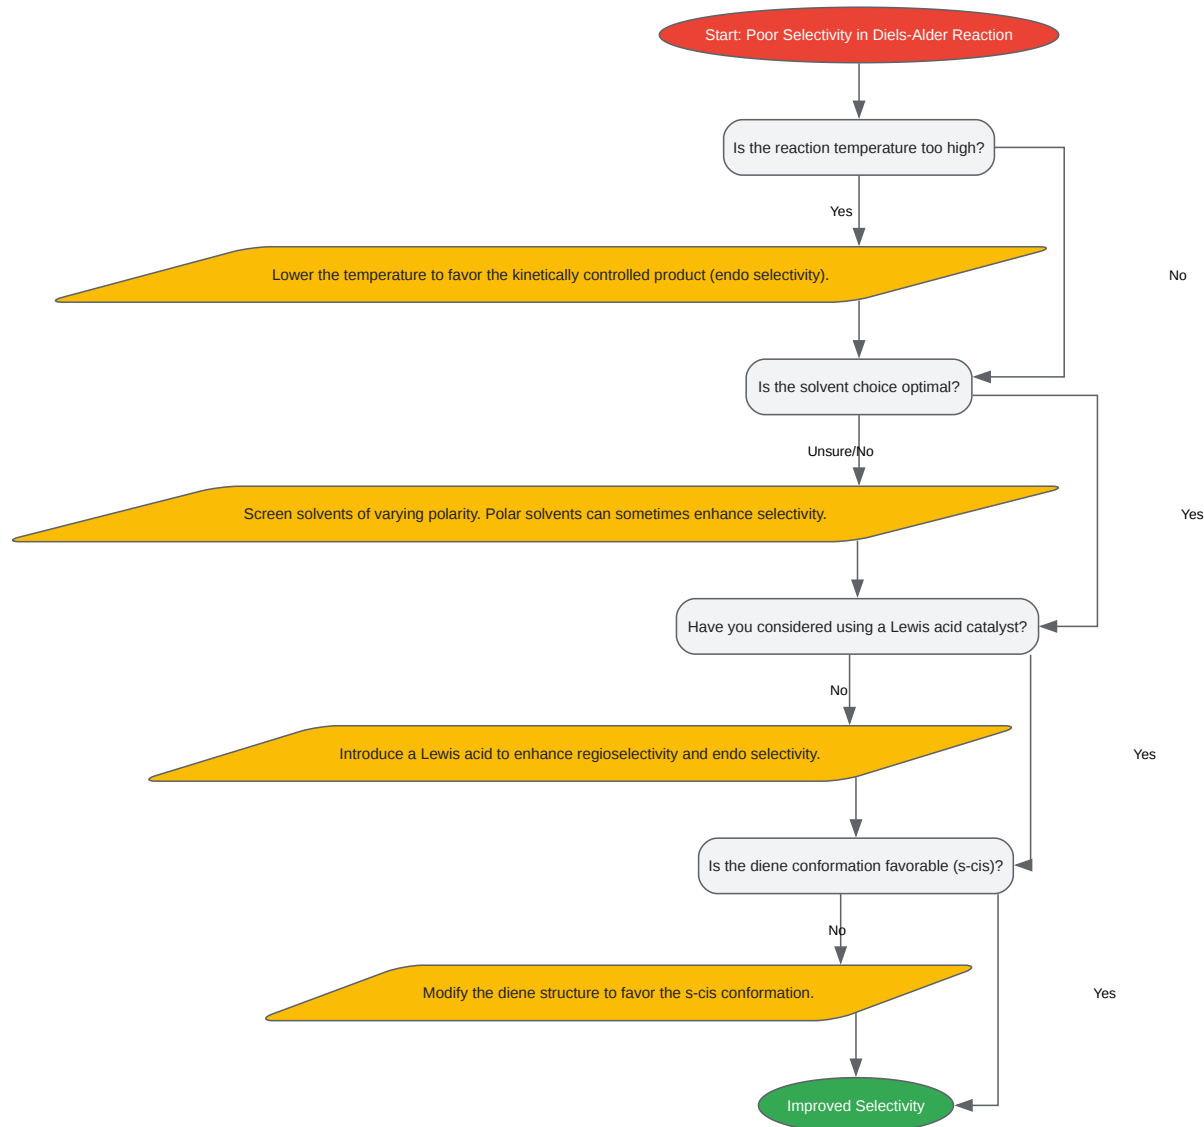 Start: Poor Selectivity in Diels-Alder Reaction
Is the reaction temperature too high?
Yes
Lower the temperature to favor the kinetically controlled product (endo selectivity).
No
Is the solvent choice optimal?
Unsure/No
Screen solvents of varying polarity. Polar solvents can sometimes enhance selectivity.
Yes
Have you considered using a Lewis acid catalyst?
No
Introduce a Lewis acid to enhance regioselectivity and endo selectivity.
Yes
Is the diene conformation favorable (s-cis)?
No
Modify the diene structure to favor the s-cis conformation.
Yes
Improved Selectivity